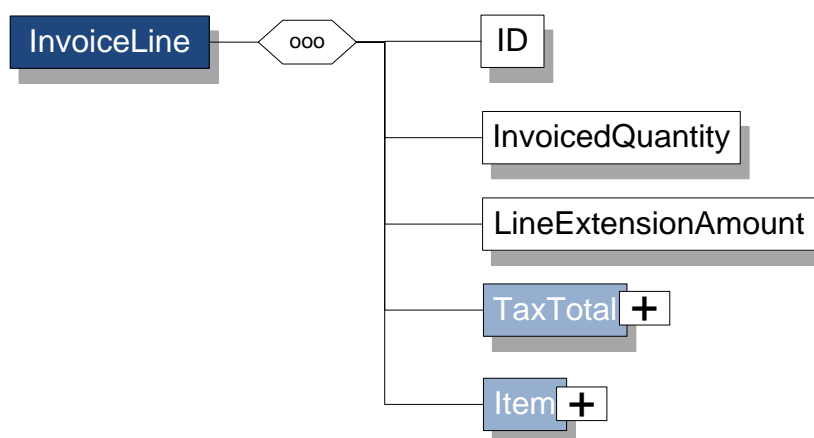 InvoiceLine
ooo
ID
InvoicedQuantity
LineExtensionAmount
TaxTotal +
Item +